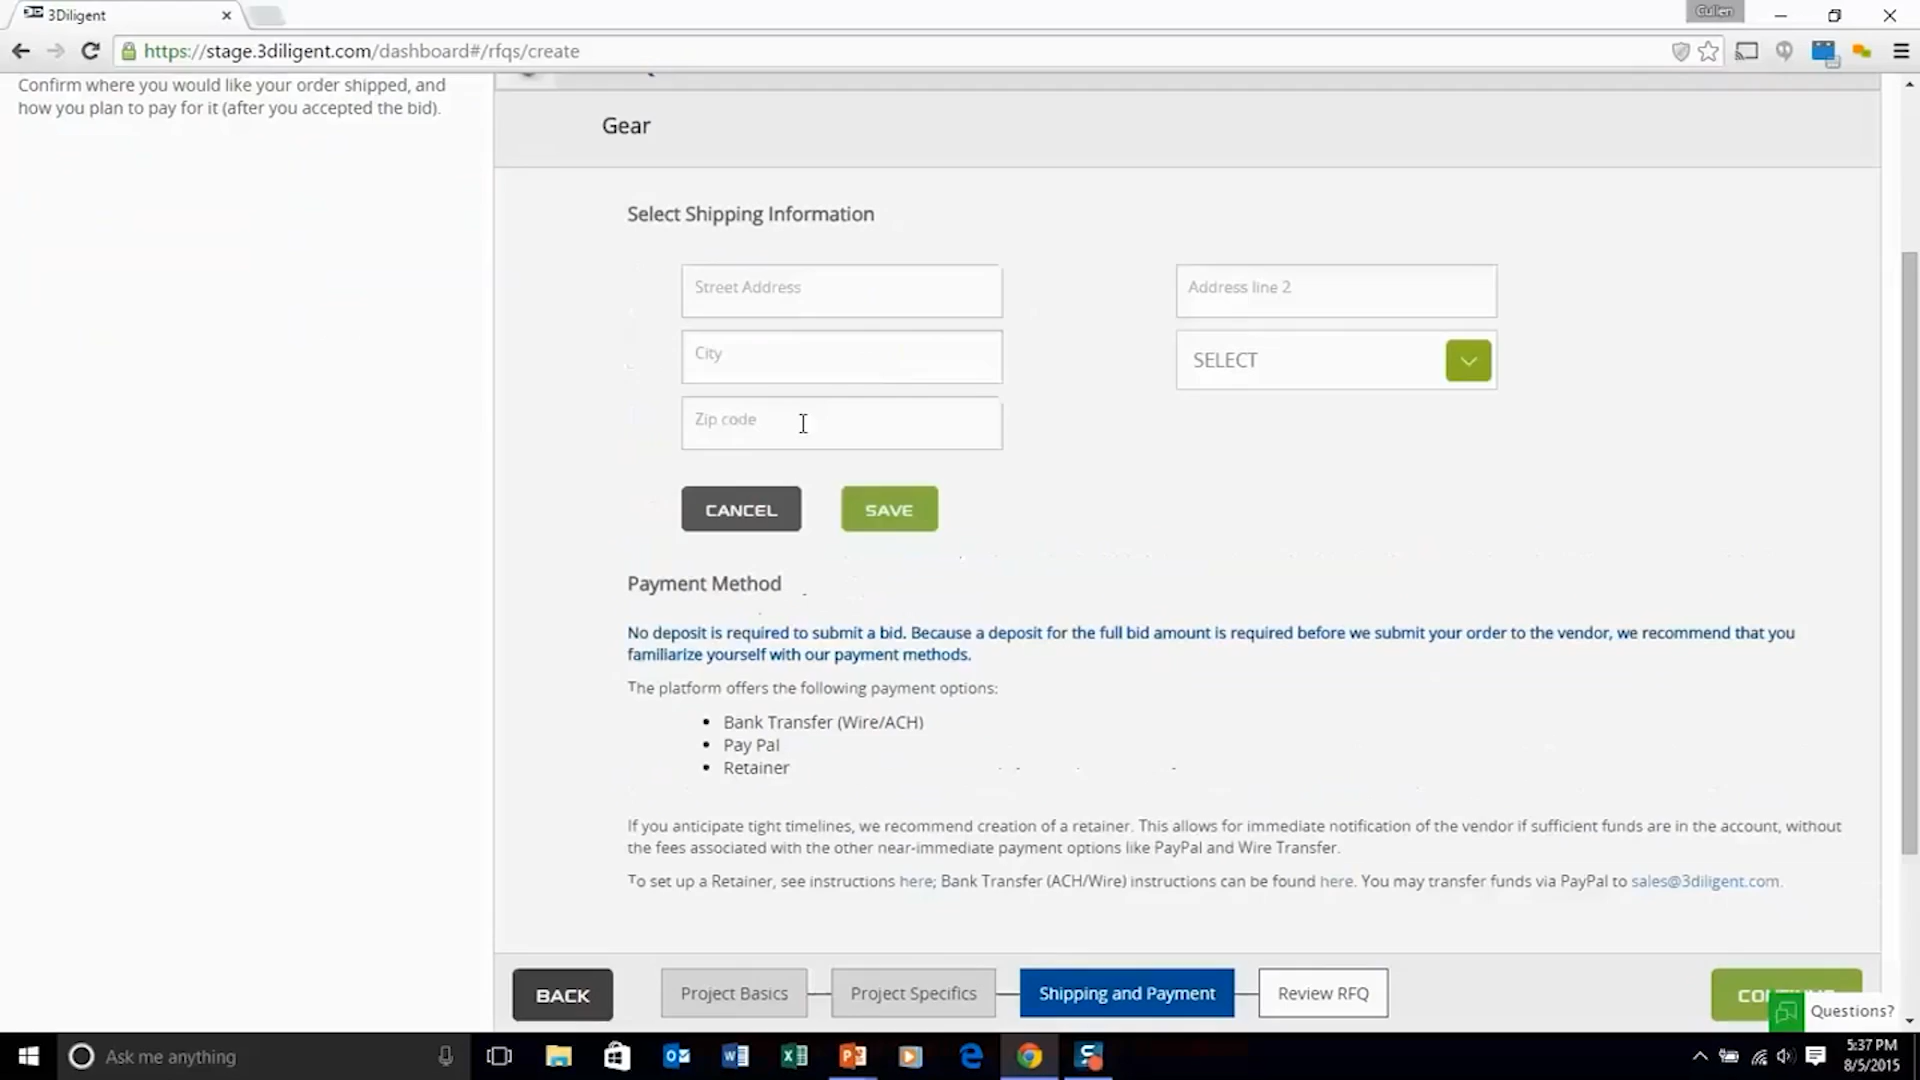 3Diligent
Cullen
https://stage.3diligent.com/dashboard#/rfqs/create
Confirm where you would like your order shipped, and
how you plan to pay for it (after you accepted the bid).
Gear
Select Shipping Information
Street Address
Address line 2
City
SELECT
Zip code
CANCEL
SAVE
Payment Method
No deposit is required to submit a bid. Because a deposit for the full bid amount is required before we submit your order to the vendor, we recommend that you
familiarize yourself with our payment methods.
The platform offers the following payment options:
• Bank Transfer (Wire/ACH)
• Pay Pal
• Retainer
If you anticipate tight timelines, we recommend creation of a retainer. This allows for immediate notification of the vendor if sufficient funds are in the account, without
the fees associated with the other near-immediate payment options like PayPal and Wire Transfer.
To set up a Retainer, see instructions here; Bank Transfer (ACH/Wire) instructions can be found here. You may transfer funds via PayPal to sales@3diligent.com.
BACK
Project Basics
Project Specifics
Shipping and Payment
Review RFQ
Questions?
Ask me anything
5:37 PM
8/5/2015